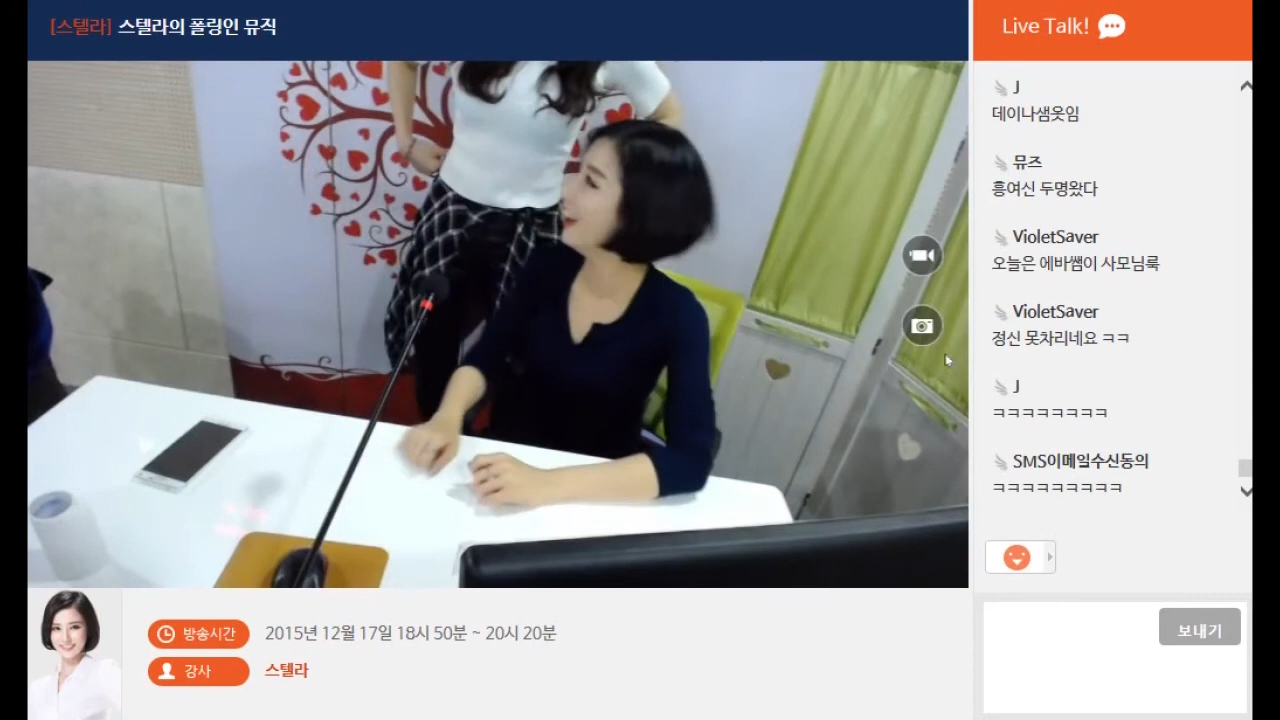 [스텔라] 스텔라의 폴링인 뮤직
Live Talk!
J
데이나샘옷임
뮤즈
흥여신 두명왔다
VioletSaver
오늘은 에바쌤이 사모님룩
VioletSaver
정신 못차리네요 ㅋㅋ
J
ㅋㅋㅋㅋㅋㅋㅋㅋ
SMS이메일수신동의
ㅋㅋㅋㅋㅋㅋㅋㅋㅋ
보내기
방송시간 2015년 12월 17일 18시 50분 ~ 20시 20분
강사 스텔라